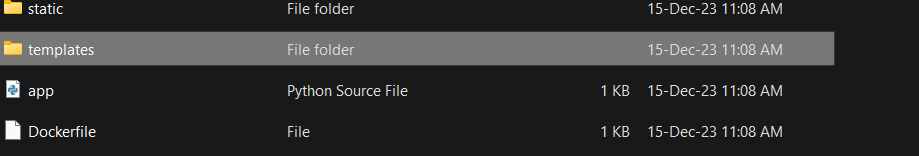 static File folder 15-Dec-23 11:08 AM
templates File folder 15-Dec-23 11:08 AM
app Python Source File 1 KB 15-Dec-23 11:08 AM
Dockerfile File 1 KB 15-Dec-23 11:08 AM